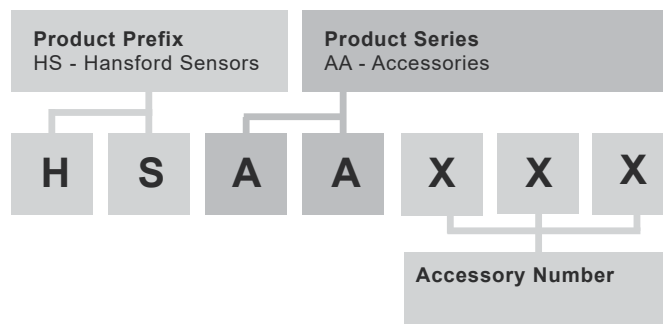 Product Prefix
HS - Hansford Sensors
Product Series
AA - Accessories
H S A A X X X
Accessory Number